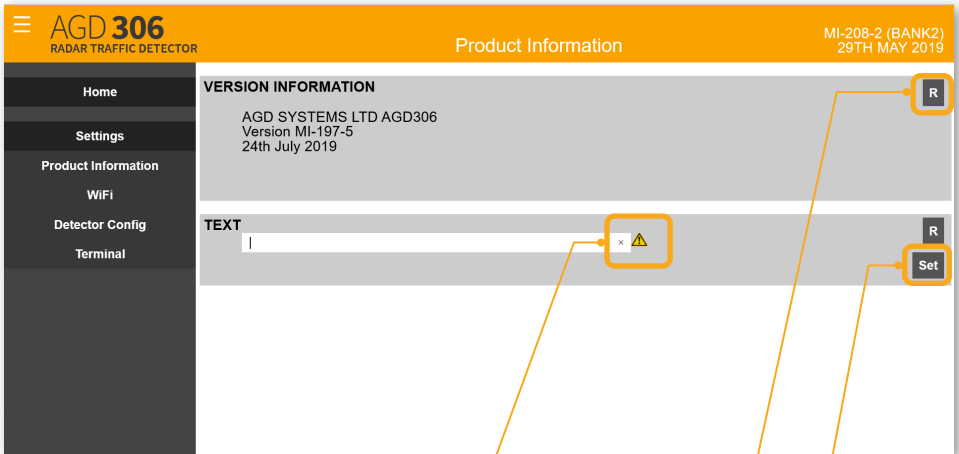 AGD 306
RADAR TRAFFIC DETECTOR
Product Information
MI-208-2 (BANK2)
29TH MAY 2019
Home
Settings
Product Information
WiFi
Detector Config
Terminal
VERSION INFORMATION
R
AGD SYSTEMS LTD AGD306
Version MI-197-5
24th July 2019
TEXT
R
×
Set